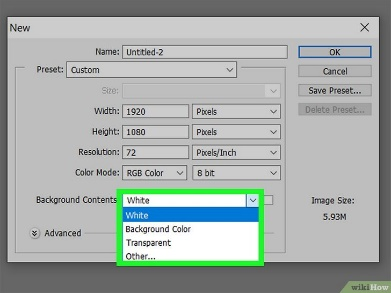 New
Name: Untitled-2
OK
Preset: Custom
Cancel
Size:
Save Preset...
Width: 1920 Pixels
Delete Preset...
Height: 1080 Pixels
Resolution: 72 Pixels/Inch
Color Mode: RGB Color 8 bit
Background Contents: White
Image Size:
White
5.93M
Background Color
Advanced
Transparent
Other...
wikiHow